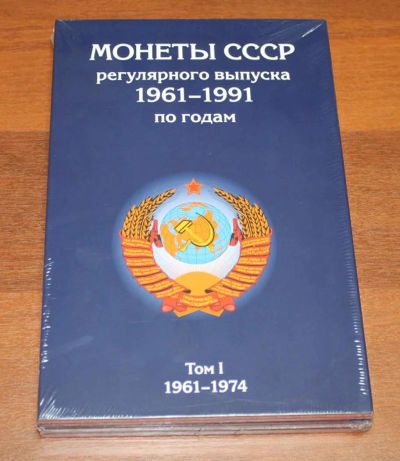 МОНЕТЫ СССР
регулярного выпуска
1961–1991
по годам
Том I
1961–1974